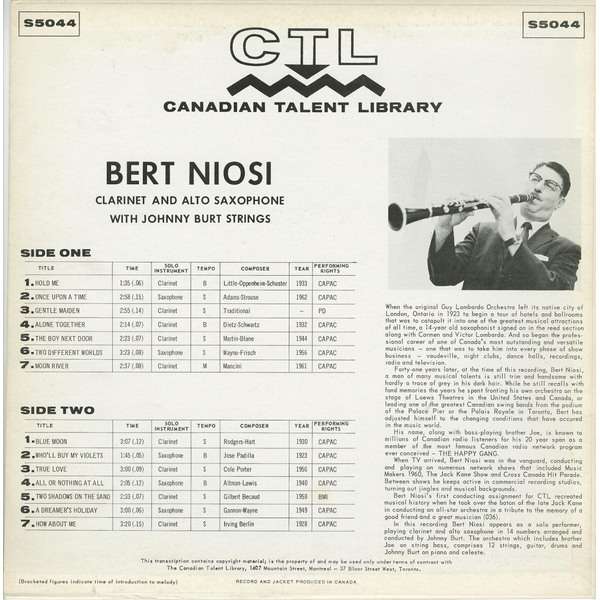 S5044
S5044
CTL
CANADIAN TALENT LIBRARY
BERT NIOSI
CLARINET AND ALTO SAXOPHONE
WITH JOHNNY BURT STRINGS
SIDE ONE
TITLE TIME SOLO INSTRUMENT TEMPO COMPOSER YEAR PERFORMING RIGHTS
1. HOLD ME 1:35 (.06) Clarinet B Little-Oppenheim-Schuster 1933 CAPAC
2. ONCE UPON A TIME 2:58 (.15) Saxophone S Adams-Strouse 1962 CAPAC
3. GENTLE MAIDEN 2:55 (.14) Clarinet S Traditional – PD
4. ALONE TOGETHER 2:14 (.07) Clarinet B Dietz-Schwartz 1932 CAPAC
5. THE BOY NEXT DOOR 2:23 (.07) Clarinet S Martin-Blane 1944 CAPAC
6. TWO DIFFERENT WORLDS 3:23 (.08) Saxophone S Wayne-Frisch 1956 CAPAC
7. MOON RIVER 2:37 (.08) Clarinet M Mancini 1961 CAPAC
SIDE TWO
TITLE TIME SOLO INSTRUMENT TEMPO COMPOSER YEAR PERFORMING RIGHTS
1. BLUE MOON 3:07 (.12) Clarinet S Rodgers-Hart 1930 CAPAC
2. WHO'LL BUY MY VIOLETS 1:45 (.05) Saxophone B Jose Padilla 1923 CAPAC
3. TRUE LOVE 3:00 (.09) Clarinet S Cole Porter 1956 CAPAC
4. ALL OR NOTHING AT ALL 2:05 (.12) Saxophone B Altman-Lawis 1940 CAPAC
5. TWO SHADOWS ON THE SAND 2:33 (.07) Clarinet S Gilbert Becaud 1958 BMI
6. A DREAMER'S HOLIDAY 3:00 (.06) Saxophone S Gannon-Wayne 1949 CAPAC
7. HOW ABOUT ME 3:20 (.15) Clarinet S Irving Berlin 1928 CAPAC
When the original Guy Lombardo Orchestra left its native city of
London, Ontario in 1923 to begin a tour of hotels and ballrooms
that was to catapult it into one of the greatest musical attractions
of all time, a 14-year old saxophonist signed on in the reed section
along with Carmen and Victor Lombardo. And so began the profes-
sional career of one of Canada's most outstanding and versatile
musicians – one that was to take him into every phase of show
business – vaudeville, night clubs, dance halls, recordings,
radio and television.
Forty-one years later, at the time of this recording, Bert Niosi,
a man of many musical talents is still trim and handsome with
hardly a trace of grey in his dark hair. While he still recalls with
fond memories the years he spent fronting his own orchestra on the
stage of Loews Theatres in the United States and Canada, or
leading one of the greatest Canadian swing bands from the podium
of the Palace Pier or the Palais Royale in Toronto, Bert has
adjusted himself to the changing conditions that have occured
in the music world.
His name, along with bass-playing brother Joe, is known to
millions of Canadian radio listeners for his 20 year span as a
member of the most famous Canadian radio network program
ever conceived – THE HAPPY GANG.
When TV arrived, Bert Niosi was in the vanguard, conducting
and playing on numerous network shows that included Music
Makers 1960, The Jack Kane Show and Cross Canada Hit Parade.
Between shows he keeps active in commercial recording studios,
turning out jingles and musical backgrounds.
Bert Niosi's first conducting assignment for CTL recreated
musical history when he took over the baton of the late Jack Kane
in conducting an all-star orchestra in a tribute to the memory of a
good friend and a great musician (036).
In this recording Bert Niosi appears as a solo performer,
playing clarinet and alto saxophone in 14 numbers arranged and
conducted by Johnny Burt. The orchestra which includes brother
Joe on string bass, comprises 12 strings, guitar, drums and
Johnny Burt on piano and celeste.
This transcription contains copyright material; is the property of and may be used only under terms of contract with
The Canadian Talent Library, 1407 Mountain Street, Montreal – 37 Bloor Street West, Toronto.
(Bracketed figures indicate time of introduction to melody)
RECORD AND JACKET PRODUCED IN CANADA